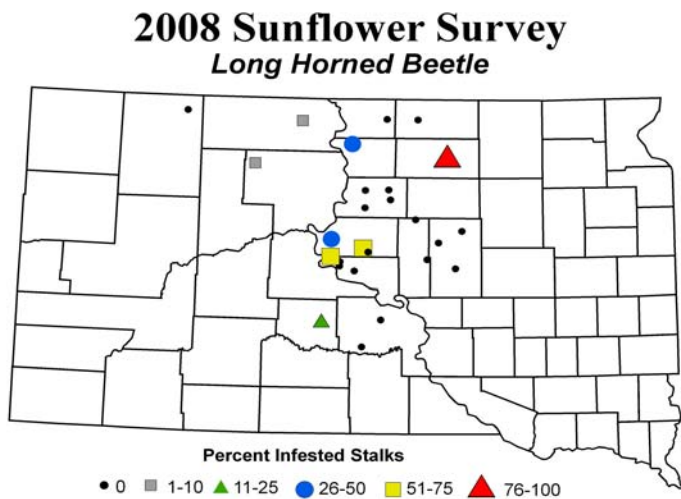 2008 Sunflower Survey
Long Horned Beetle
Percent Infested Stalks
0 1-10 11-25 26-50 51-75 76-100